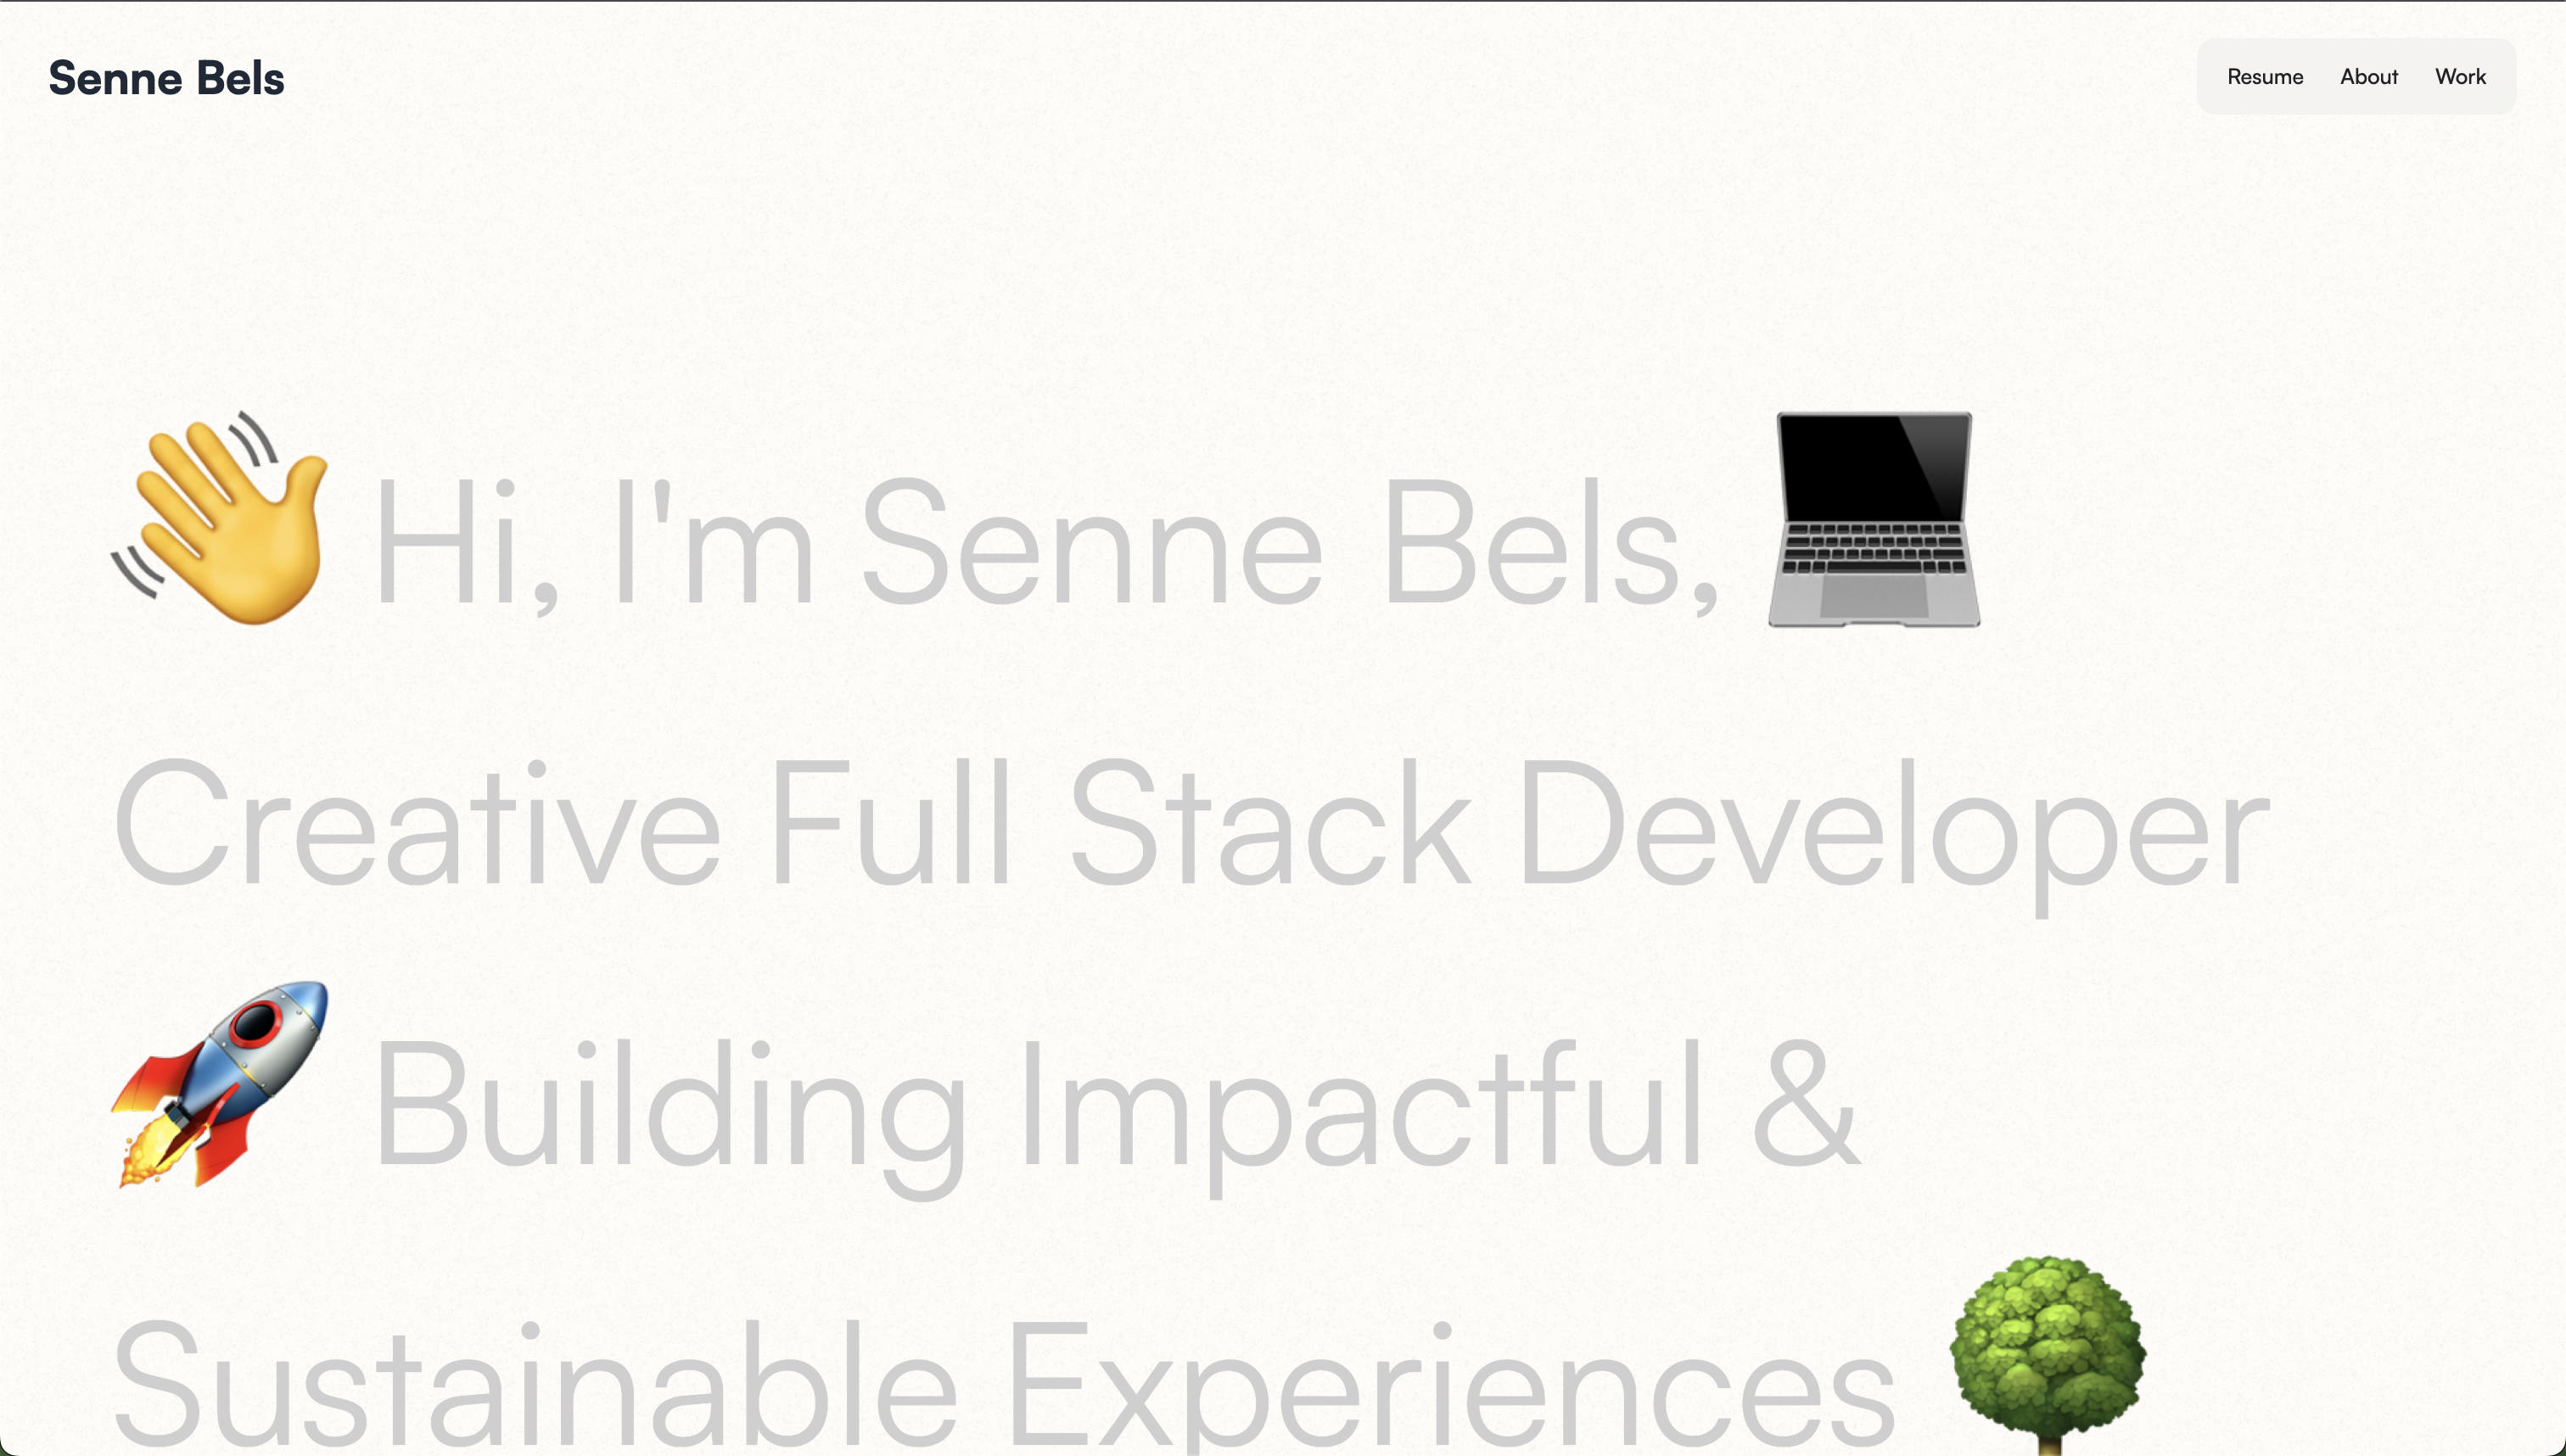 Senne Bels
Resume About Work
👋 Hi, I'm Senne Bels, 💻
Creative Full Stack Developer
🚀 Building Impactful &
Sustainable Experiences 🌳